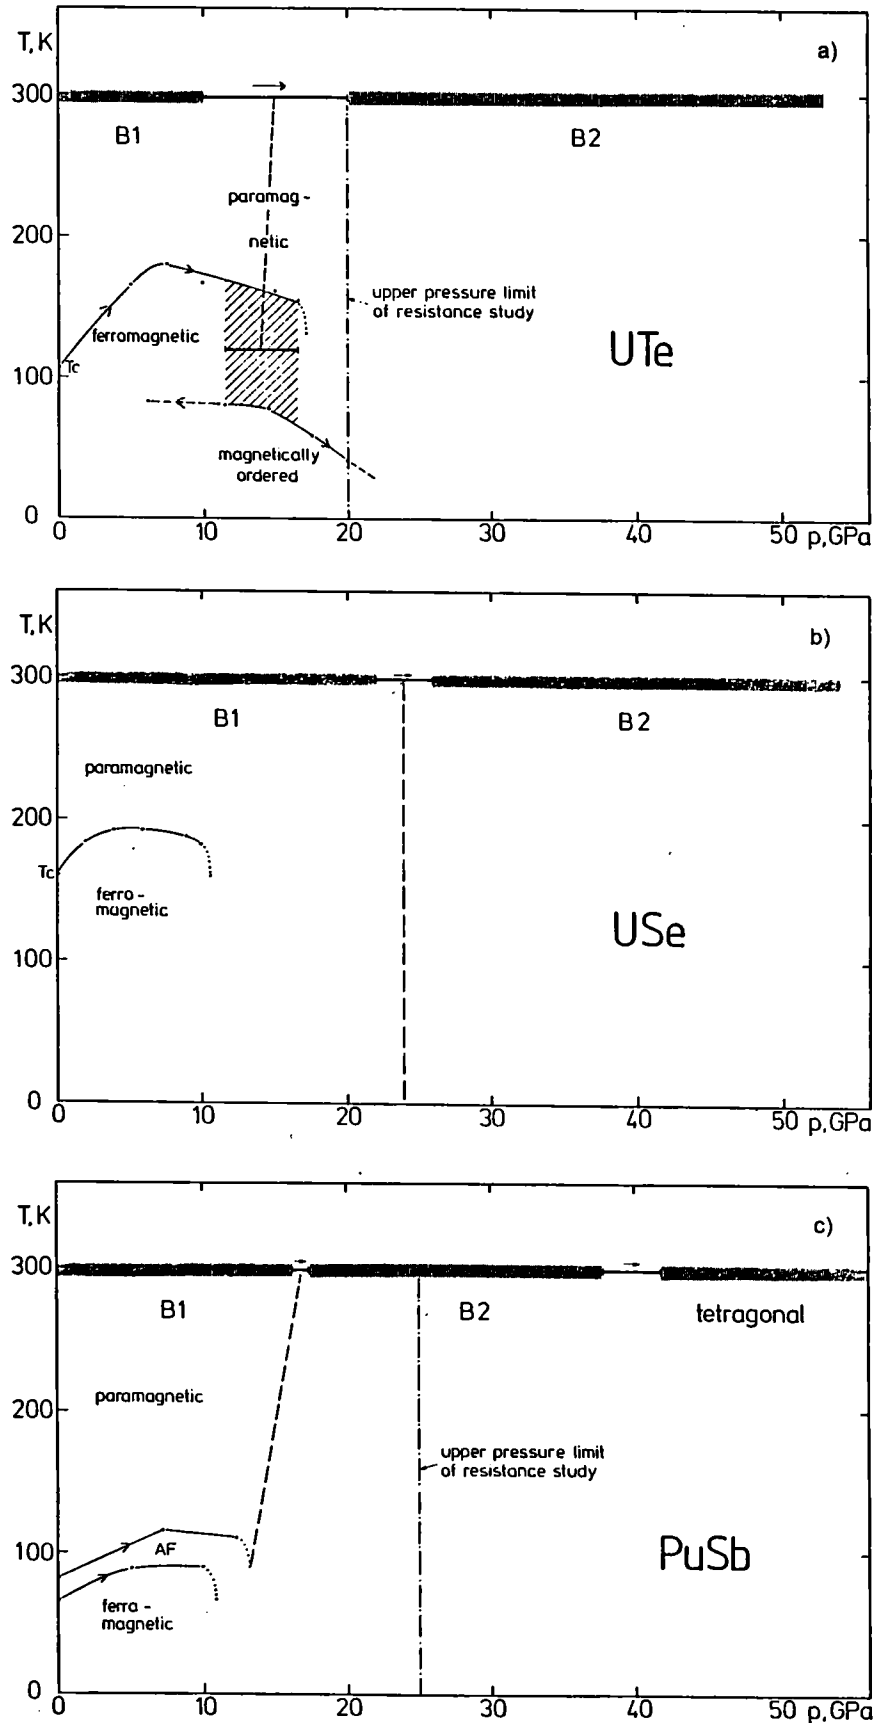 T, K
a)
300
B1
B2
paramag -
netic
200
upper pressure limit
of resistance study
ferromagnetic
UTe
Tc
100
magnetically
ordered
0
0 10 20 30 40 50 p,GPa
T, K
b)
300
B1
B2
paramagnetic
200
Tc
ferro -
magnetic
USe
100
0
0 10 20 30 40 50 p,GPa
T, K
c)
300
B1
B2
tetragonal
paramagnetic
200
upper pressure limit
of resistance study
AF
PuSb
100
ferra -
magnetic
0
0 10 20 30 40 50 p,GPa